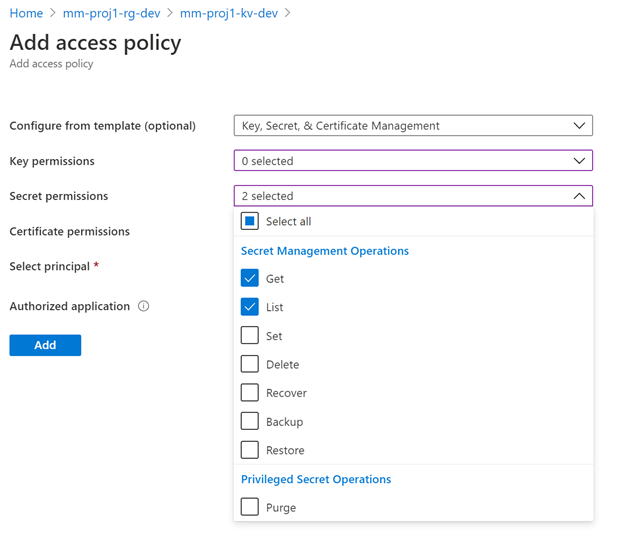 Home > mm-proj1-rg-dev > mm-proj1-kv-dev >
Add access policy
Add access policy
Configure from template (optional) Key, Secret, & Certificate Management
Key permissions 0 selected
Secret permissions 2 selected
Select all
Certificate permissions
Secret Management Operations
Select principal *
Get
Authorized application
List
Set
Add
Delete
Recover
Backup
Restore
Privileged Secret Operations
Purge